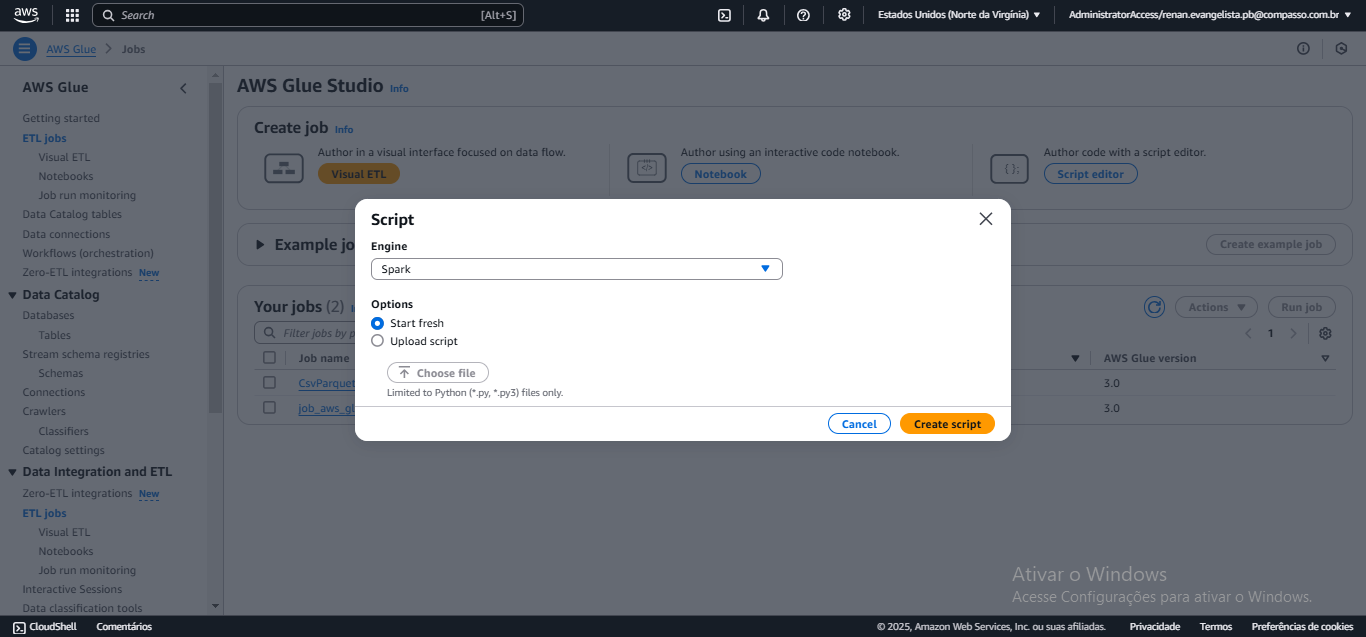 aws
Search [Alt+S]
Estados Unidos (Norte da Virgínia)
AdministratorAccess/renan.evangelista.pb@compasso.com.br
AWS Glue > Jobs
AWS Glue
Getting started
ETL jobs
Visual ETL
Notebooks
Job run monitoring
Data Catalog tables
Data connections
Workflows (orchestration)
Zero-ETL integrations New
Data Catalog
Databases
Tables
Stream schema registries
Schemas
Connections
Crawlers
Classifiers
Catalog settings
Data Integration and ETL
Zero-ETL integrations New
ETL jobs
Visual ETL
Notebooks
Job run monitoring
Interactive Sessions
Data classification tools
AWS Glue Studio Info
Create job Info
Author in a visual interface focused on data flow.
Visual ETL
Author using an interactive code notebook.
Notebook
Author code with a script editor.
Script editor
Example jo
Create example job
Your jobs (2)
Actions
Run job
Filter jobs by p
1
Job name
AWS Glue version
CsvParquet
3.0
job_aws_gl
3.0
Script
Engine
Spark
Options
Start fresh
Upload script
Choose file
Limited to Python (*.py, *.py3) files only.
Cancel
Create script
Ativar o Windows
Acesse Configurações para ativar o Windows.
CloudShell
Comentários
© 2025, Amazon Web Services, Inc. ou suas afiliadas.
Privacidade
Termos
Preferências de cookies